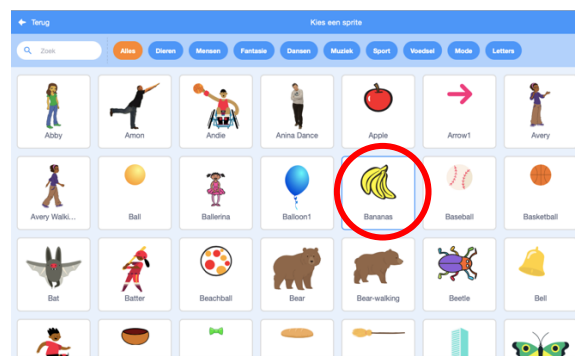 Terug
Kies een sprite
Zoek
Alles Dieren Mensen Fantasie Dansen Muziek Sport Voedsel Mode Letters
Abby Amon Andie Anina Dance Apple Arrow1 Avery
Avery Walki... Ball Ballerina Balloon1 Bananas Baseball Basketball
Bat Batter Beachball Bear Bear-walking Beetle Bell